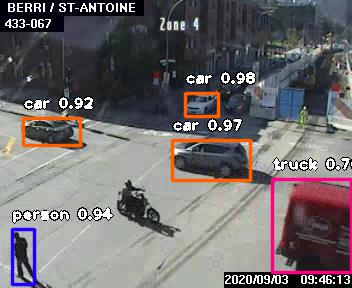 BERRI / ST-ANTOINE
433-067
Zone 4
car 0.98
car 0.92
car 0.97
truck 0.70
person 0.94
2020/09/03 09:46:13